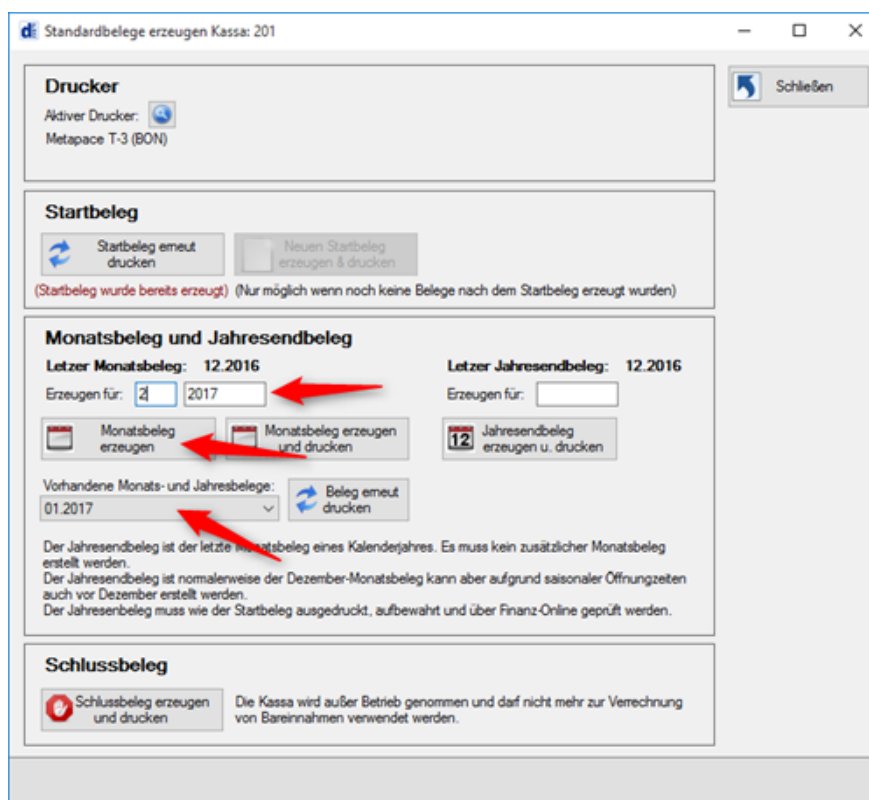 Standardbelege erzeugen Kassa: 201
Schließen
Drucker
Aktiver Drucker:
Metapace T-3 (BON)
Startbeleg
Startbeleg erneut
drucken
Neuen Startbeleg
erzeugen & drucken
(Startbeleg wurde bereits erzeugt) (Nur möglich wenn noch keine Belege nach dem Startbeleg erzeugt wurden)
Monatsbeleg und Jahresendbeleg
Letzer Monatsbeleg: 12.2016
Letzer Jahresendbeleg: 12.2016
Erzeugen für: 2 2017
Erzeugen für:
Monatsbeleg
erzeugen
Monatsbeleg erzeugen
und drucken
12
Jahresendbeleg
erzeugen u. drucken
Vorhandene Monats- und Jahresbelege:
01.2017
Beleg erneut
drucken
Der Jahresendbeleg ist der letzte Monatsbeleg eines Kalenderjahres. Es muss kein zusätzlicher Monatsbeleg
erstellt werden.
Der Jahresendbeleg ist normalerweise der Dezember-Monatsbeleg kann aber aufgrund saisonaler Öffnungzeiten
auch vor Dezember erstellt werden.
Der Jahresenbeleg muss wie der Startbeleg ausgedruckt, aufbewahrt und über Finanz-Online geprüft werden.
Schlussbeleg
Schlussbeleg erzeugen
und drucken
Die Kassa wird außer Betrieb genommen und darf nicht mehr zur Verrechnung
von Bareinnahmen verwendet werden.